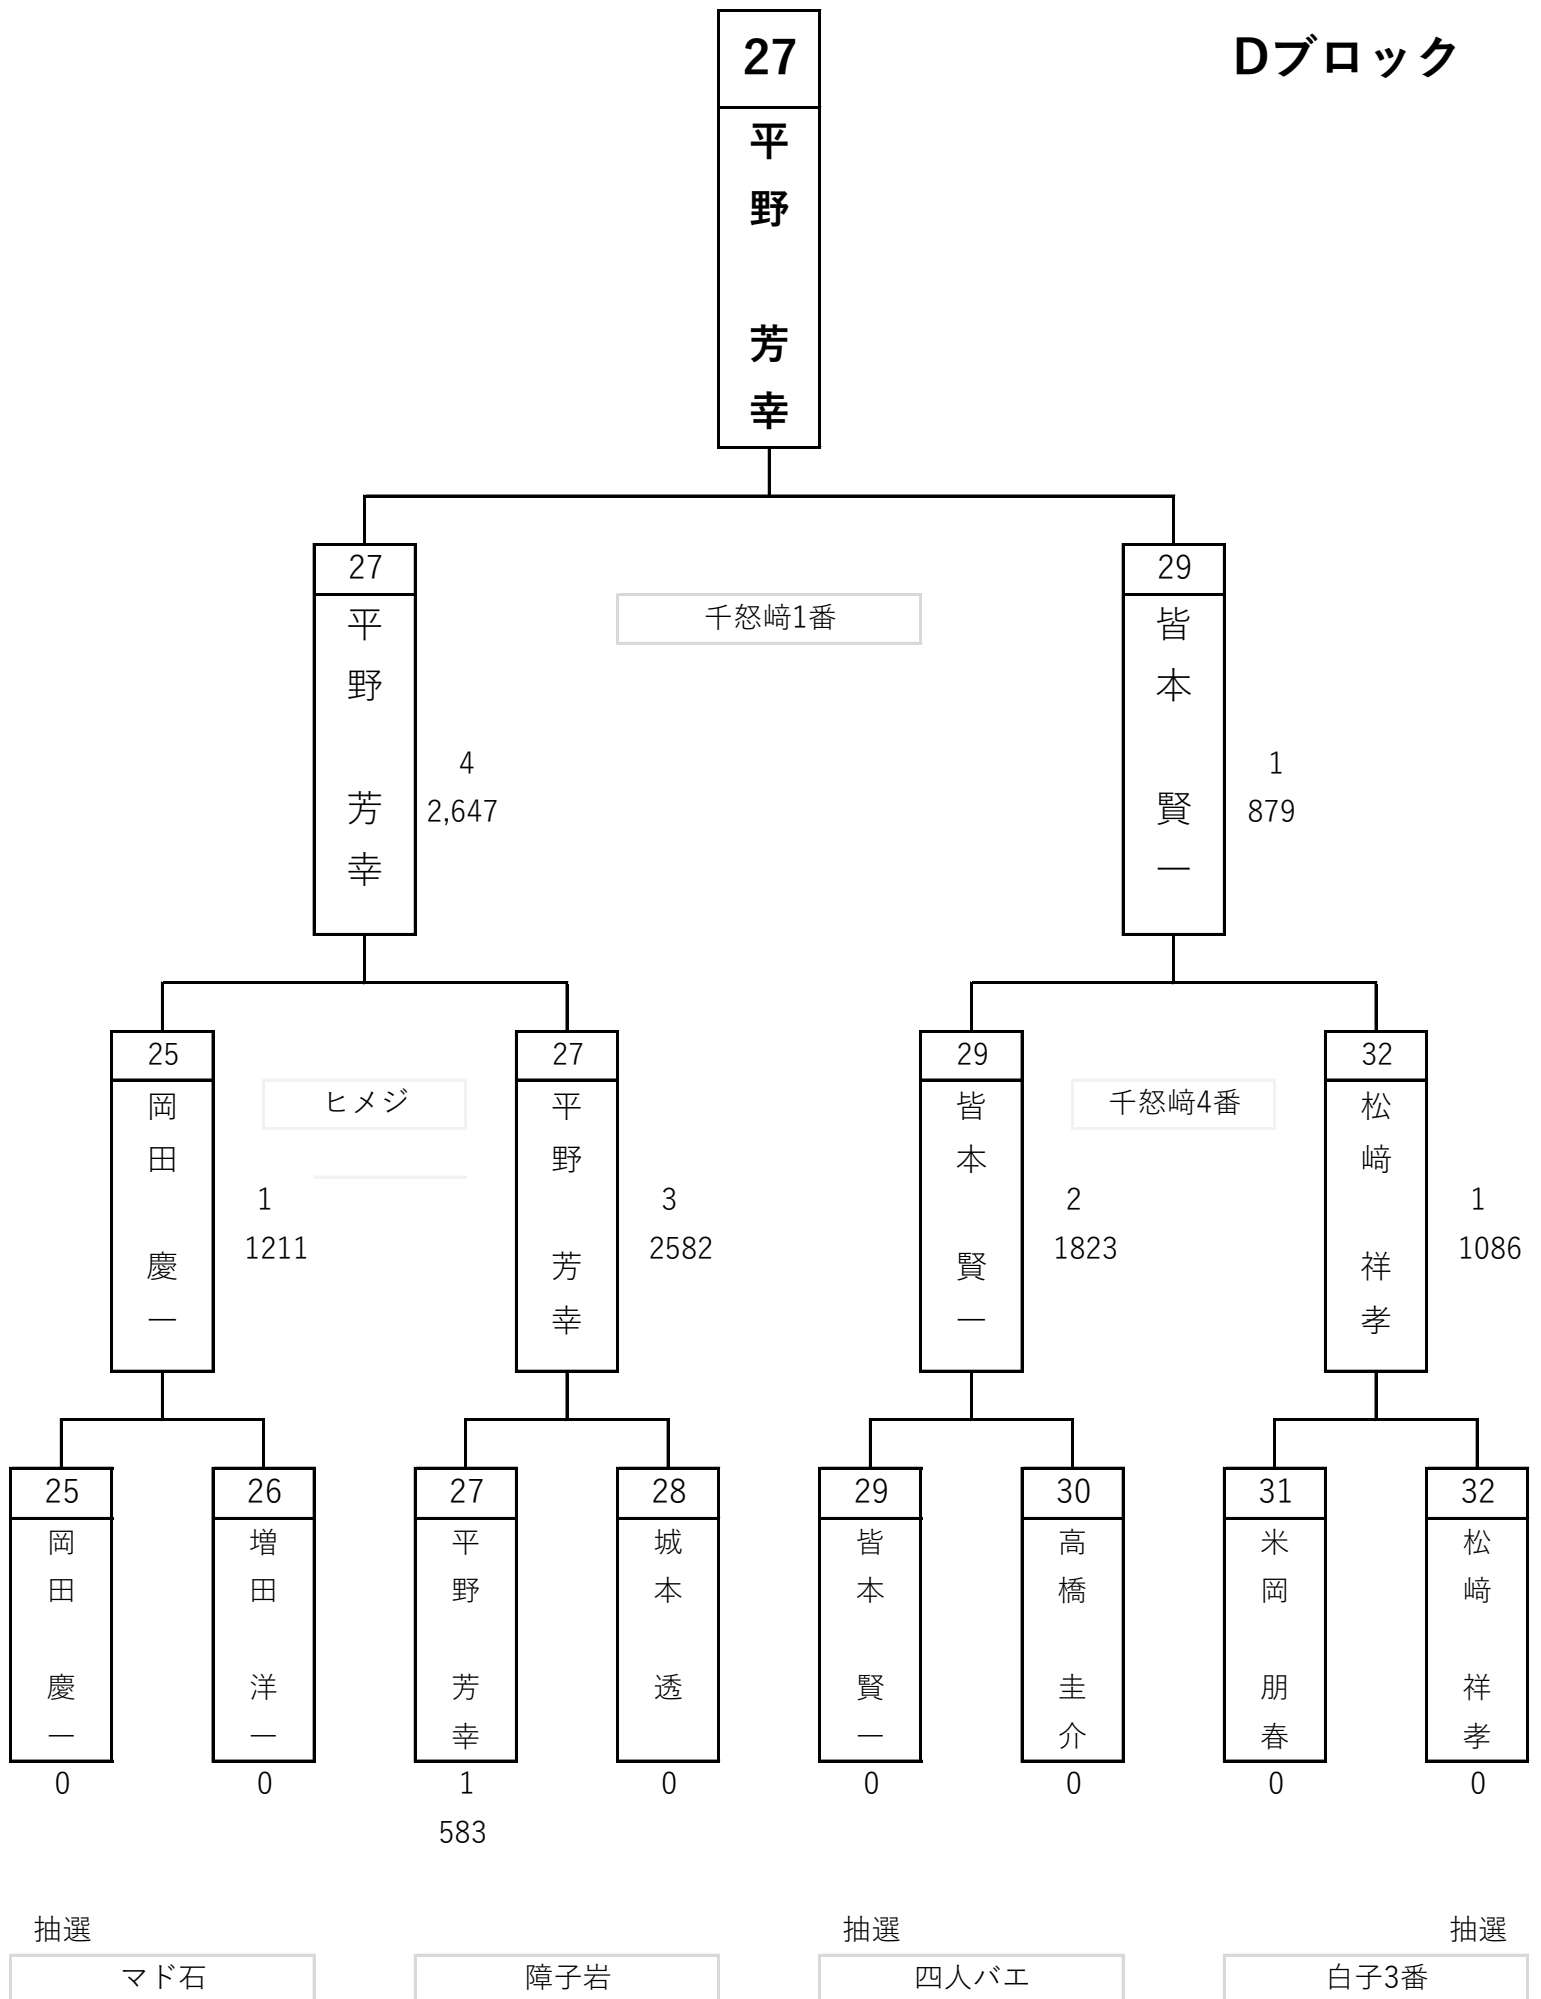 Dブロック
27
平野 芳幸
27
平野 芳幸
4
2,647
千怒﨑1番
29
皆本 賢一
1
879
25
岡田 慶一
1
1211
ヒメジ
27
平野 芳幸
3
2582
29
皆本 賢一
2
1823
千怒﨑4番
32
松﨑 祥孝
1
1086
25
岡田 慶一
0
26
増田 洋一
0
27
平野 芳幸
1
583
28
城本 透
0
29
皆本 賢一
0
30
高橋 圭介
0
31
米岡 朋春
0
32
松﨑 祥孝
0
抽選
抽選
抽選
マド石
障子岩
四人バエ
白子3番